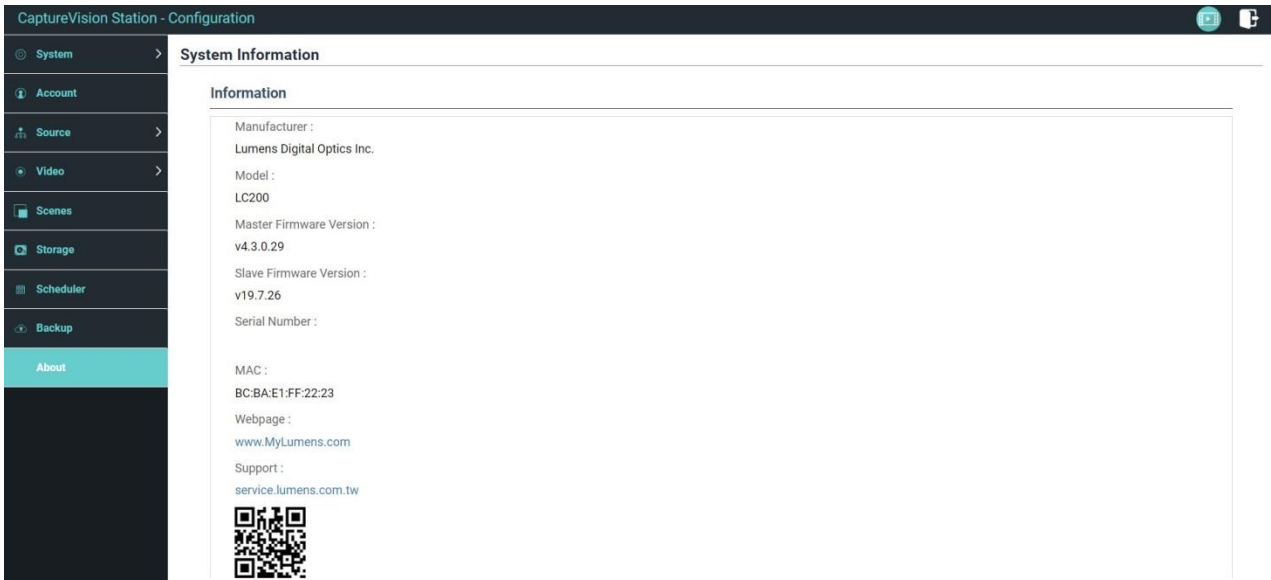 CaptureVision Station - Configuration
System
Account
Source
Video
Scenes
Storage
Scheduler
Backup
About
System Information
Information
Manufacturer :
Lumens Digital Optics Inc.
Model :
LC200
Master Firmware Version :
v4.3.0.29
Slave Firmware Version :
v19.7.26
Serial Number :
MAC :
BC:BA:E1:FF:22:23
Webpage :
www.MyLumens.com
Support :
service.lumens.com.tw